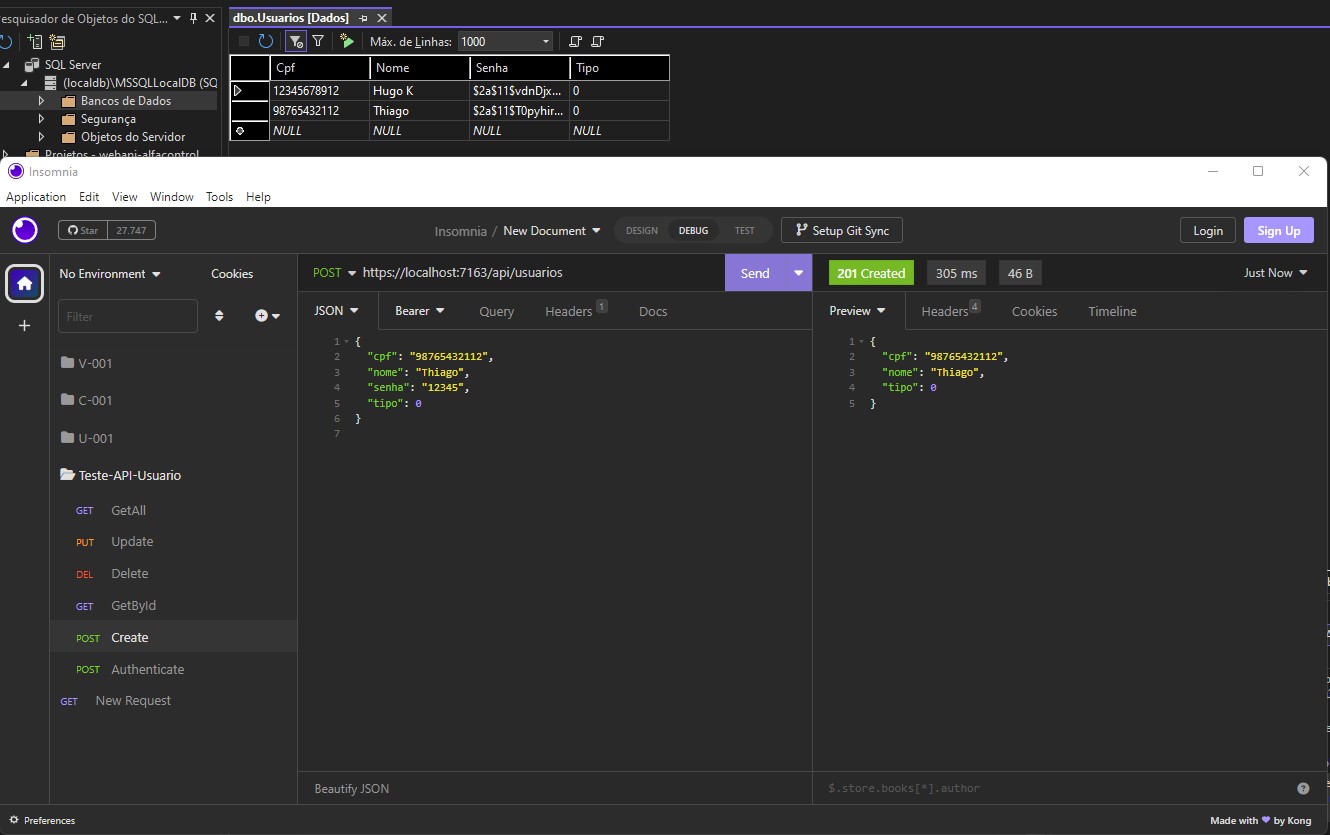 esquisador de Objetos do SQL...
dbo.Usuarios [Dados]
Máx. de Linhas: 1000
SQL Server
(localdb)\MSSQLLocalDB (SQ
Bancos de Dados
Segurança
Objetos do Servidor
Projetos - webapi-alfacontrol
Cpf Nome Senha Tipo
12345678912 Hugo K $2a$11$vdnDjx... 0
98765432112 Thiago $2a$11$T0pyhir... 0
NULL NULL NULL NULL
Insomnia
Application Edit View Window Tools Help
Star 27.747
Insomnia / New Document
DESIGN DEBUG TEST
Setup Git Sync
Login Sign Up
No Environment Cookies
Filter
V-001
C-001
U-001
Teste-API-Usuario
GET GetAll
PUT Update
DEL Delete
GET GetById
POST Create
POST Authenticate
GET New Request
POST https://localhost:7163/api/usuarios Send
JSON Bearer Query Headers 1 Docs
1 {
2 "cpf": "98765432112",
3 "nome": "Thiago",
4 "senha": "12345",
5 "tipo": 0
6 }
7
Beautify JSON
201 Created 305 ms 46 B Just Now
Preview Headers 4 Cookies Timeline
1 {
2 "cpf": "98765432112",
3 "nome": "Thiago",
4 "tipo": 0
5 }
$.store.books[*].author
?
Preferences
Made with ❤ by Kong